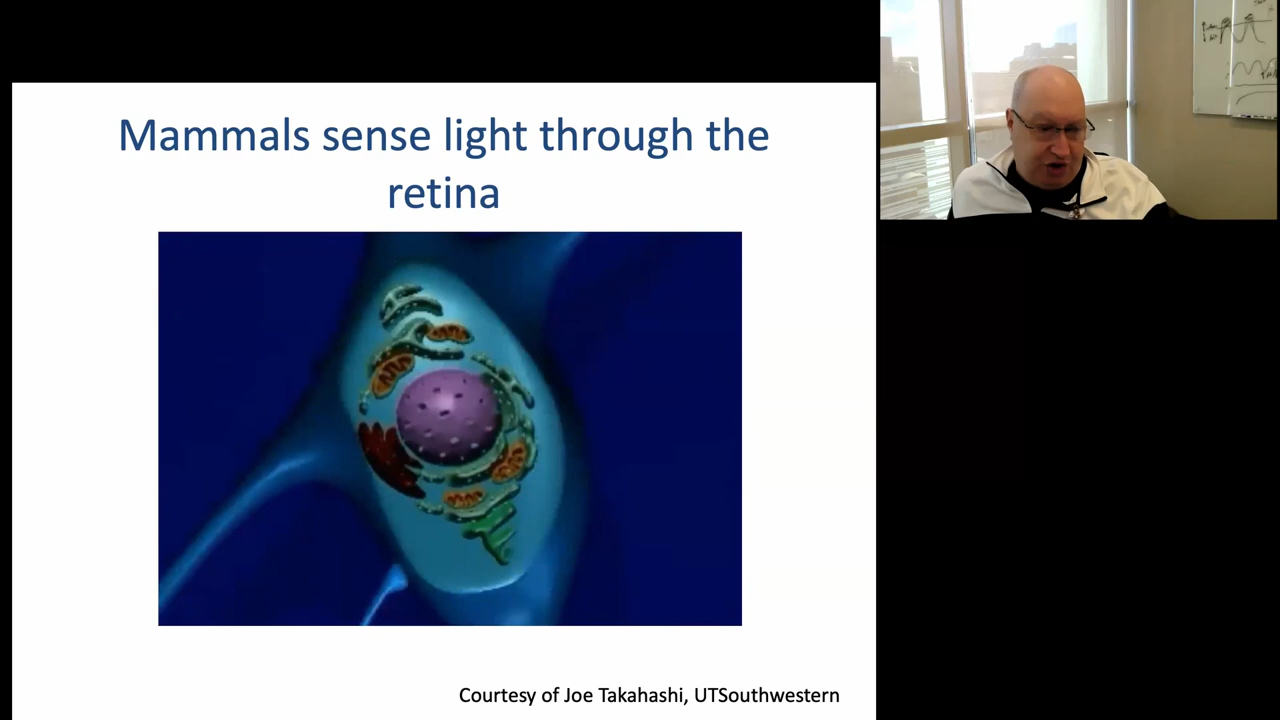 Mammals sense light through the
retina
Courtesy of Joe Takahashi, UTSouthwestern